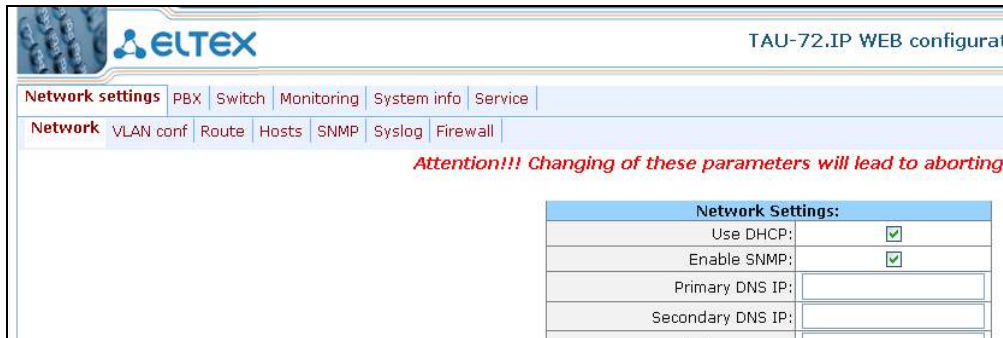 ELTEX
TAU-72.IP WEB configurat
Network settings PBX Switch Monitoring System info Service
Network VLAN conf Route Hosts SNMP Syslog Firewall
Attention!!! Changing of these parameters will lead to aborting
Network Settings:
Use DHCP:
Enable SNMP:
Primary DNS IP:
Secondary DNS IP: